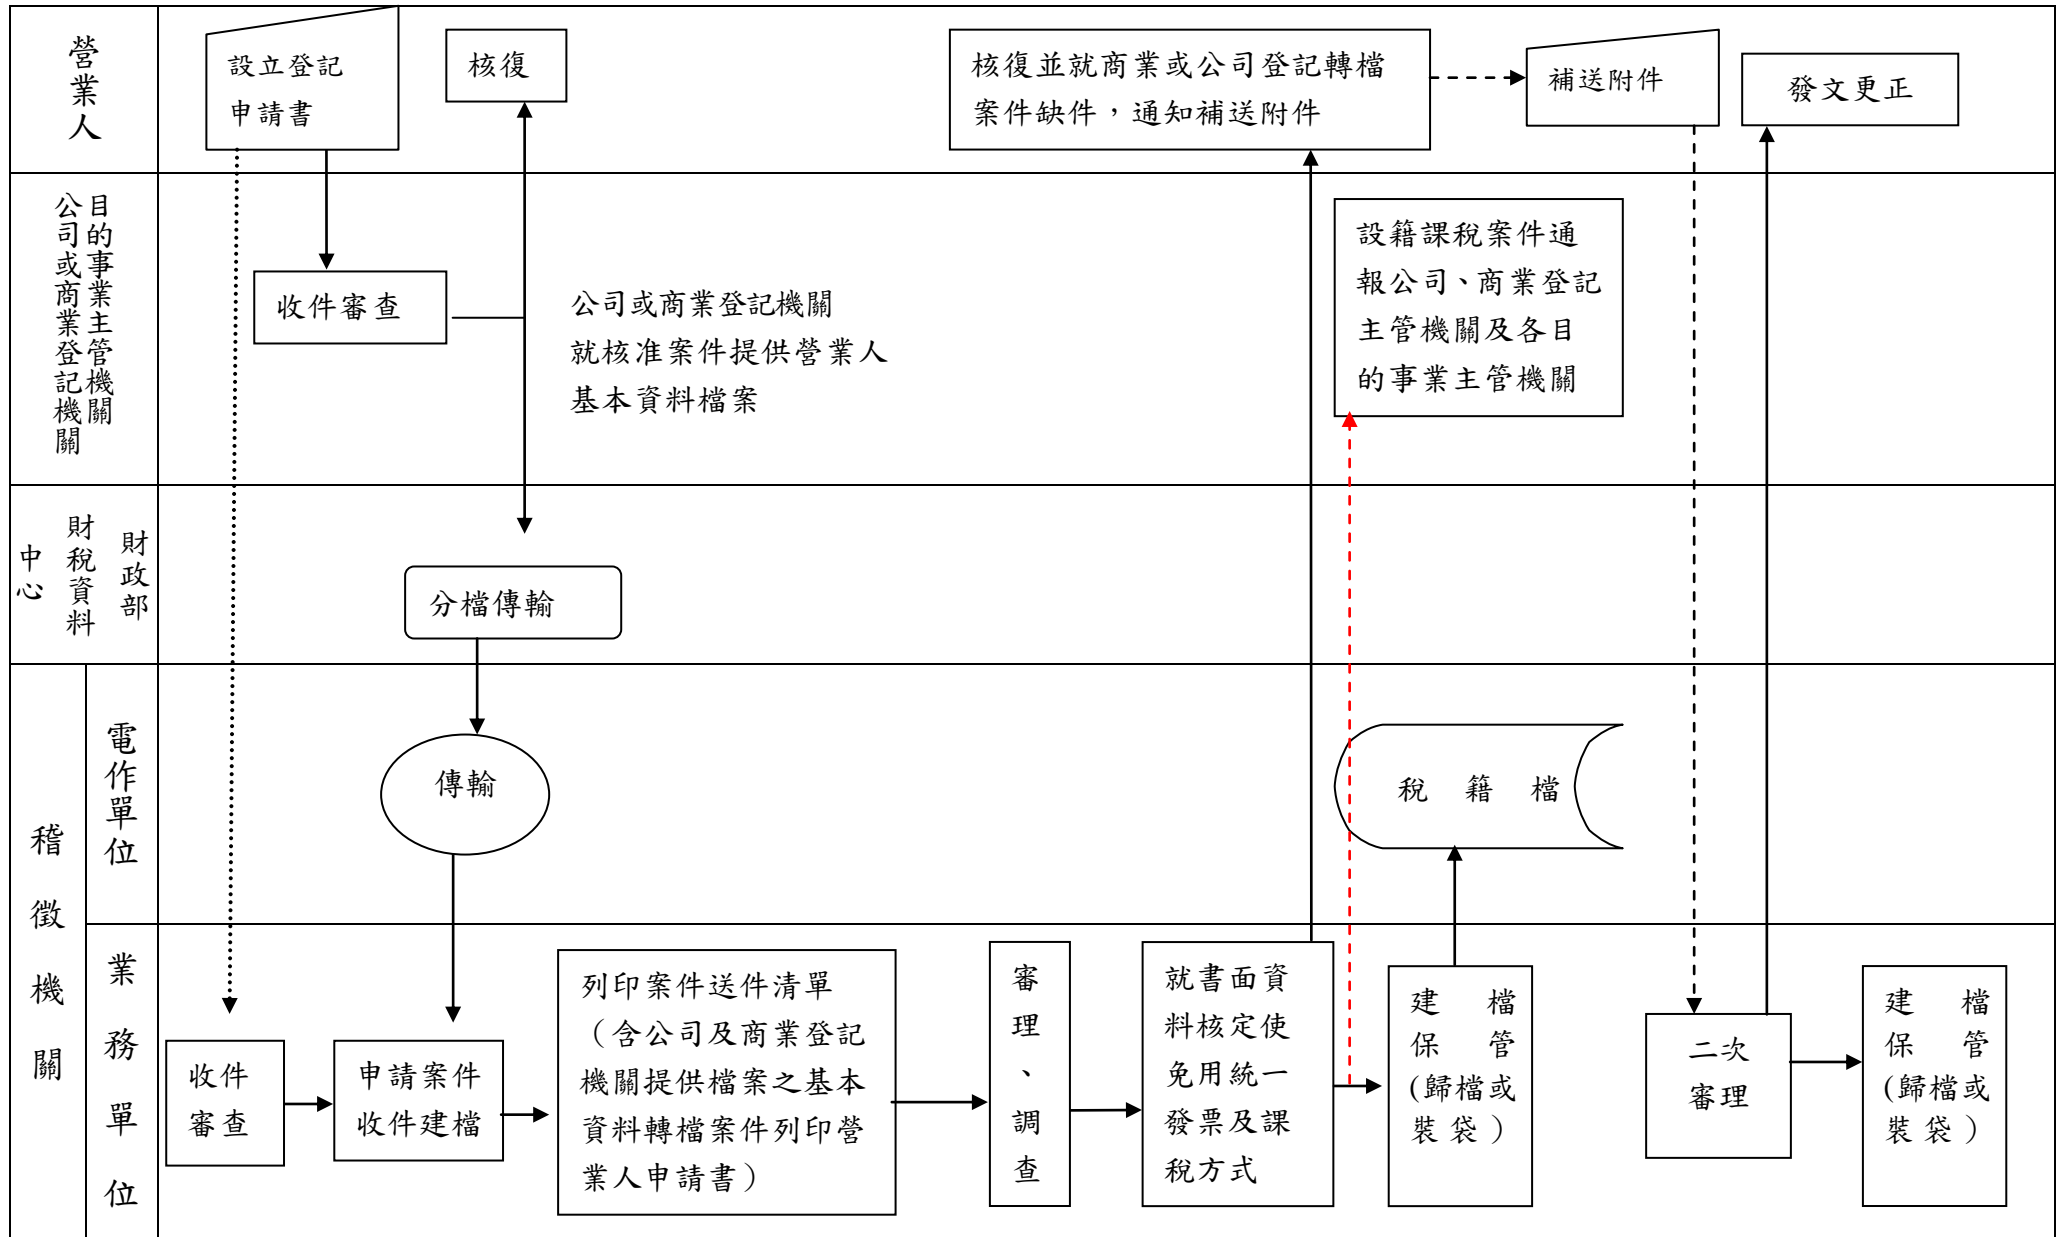 營業人
設立登記
申請書
核復
核復並就商業或公司登記轉檔
案件缺件，通知補送附件
補送附件
發文更正
目的事業主管機關
公司或商業登記機關
收件審查
公司或商業登記機關
就核准案件提供營業人
基本資料檔案
設籍課稅案件通
報公司、商業登記
主管機關及各目
的事業主管機關
財政部
財稅資料
中心
分檔傳輸
稽徵機關
電作單位
傳輸
稅籍檔
業務單位
收件
審查
申請案件
收件建檔
列印案件送件清單
（含公司及商業登記
機關提供檔案之基本
資料轉檔案件列印營
業人申請書）
審理、調查
就書面資
料核定使
免用統一
發票及課
稅方式
建檔
保管
(歸檔或
裝袋）
二次
審理
建檔
保管
(歸檔或
裝袋）